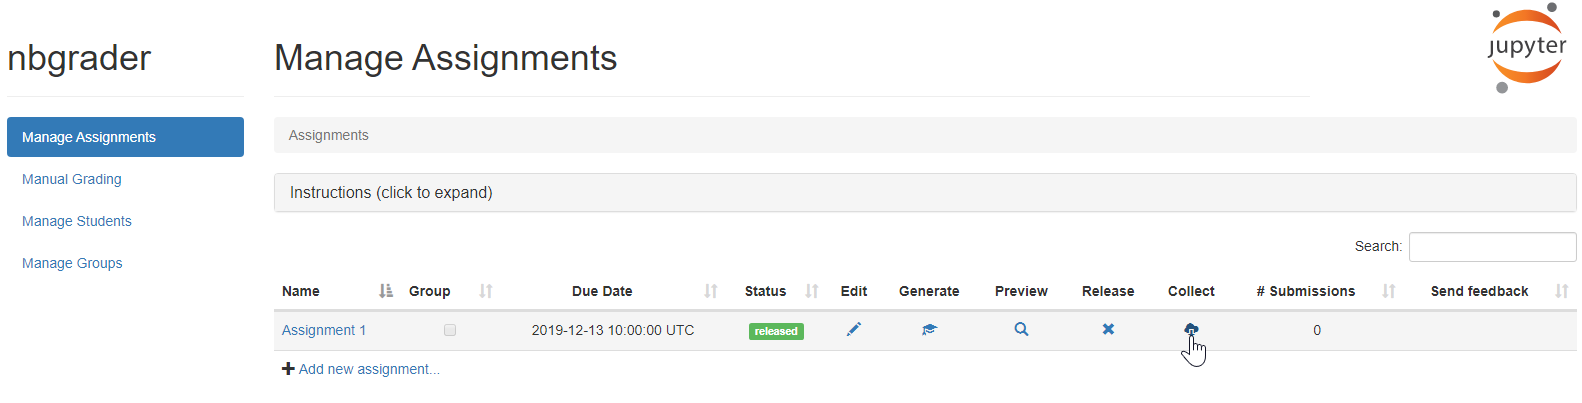 nbgrader
Manage Assignments
jupyter
Manage Assignments
Manual Grading
Manage Students
Manage Groups
Assignments
Instructions (click to expand)
Search:
Name Group Due Date Status Edit Generate Preview Release Collect # Submissions Send feedback
Assignment 1 2019-12-13 10:00:00 UTC released 0
Add new assignment...